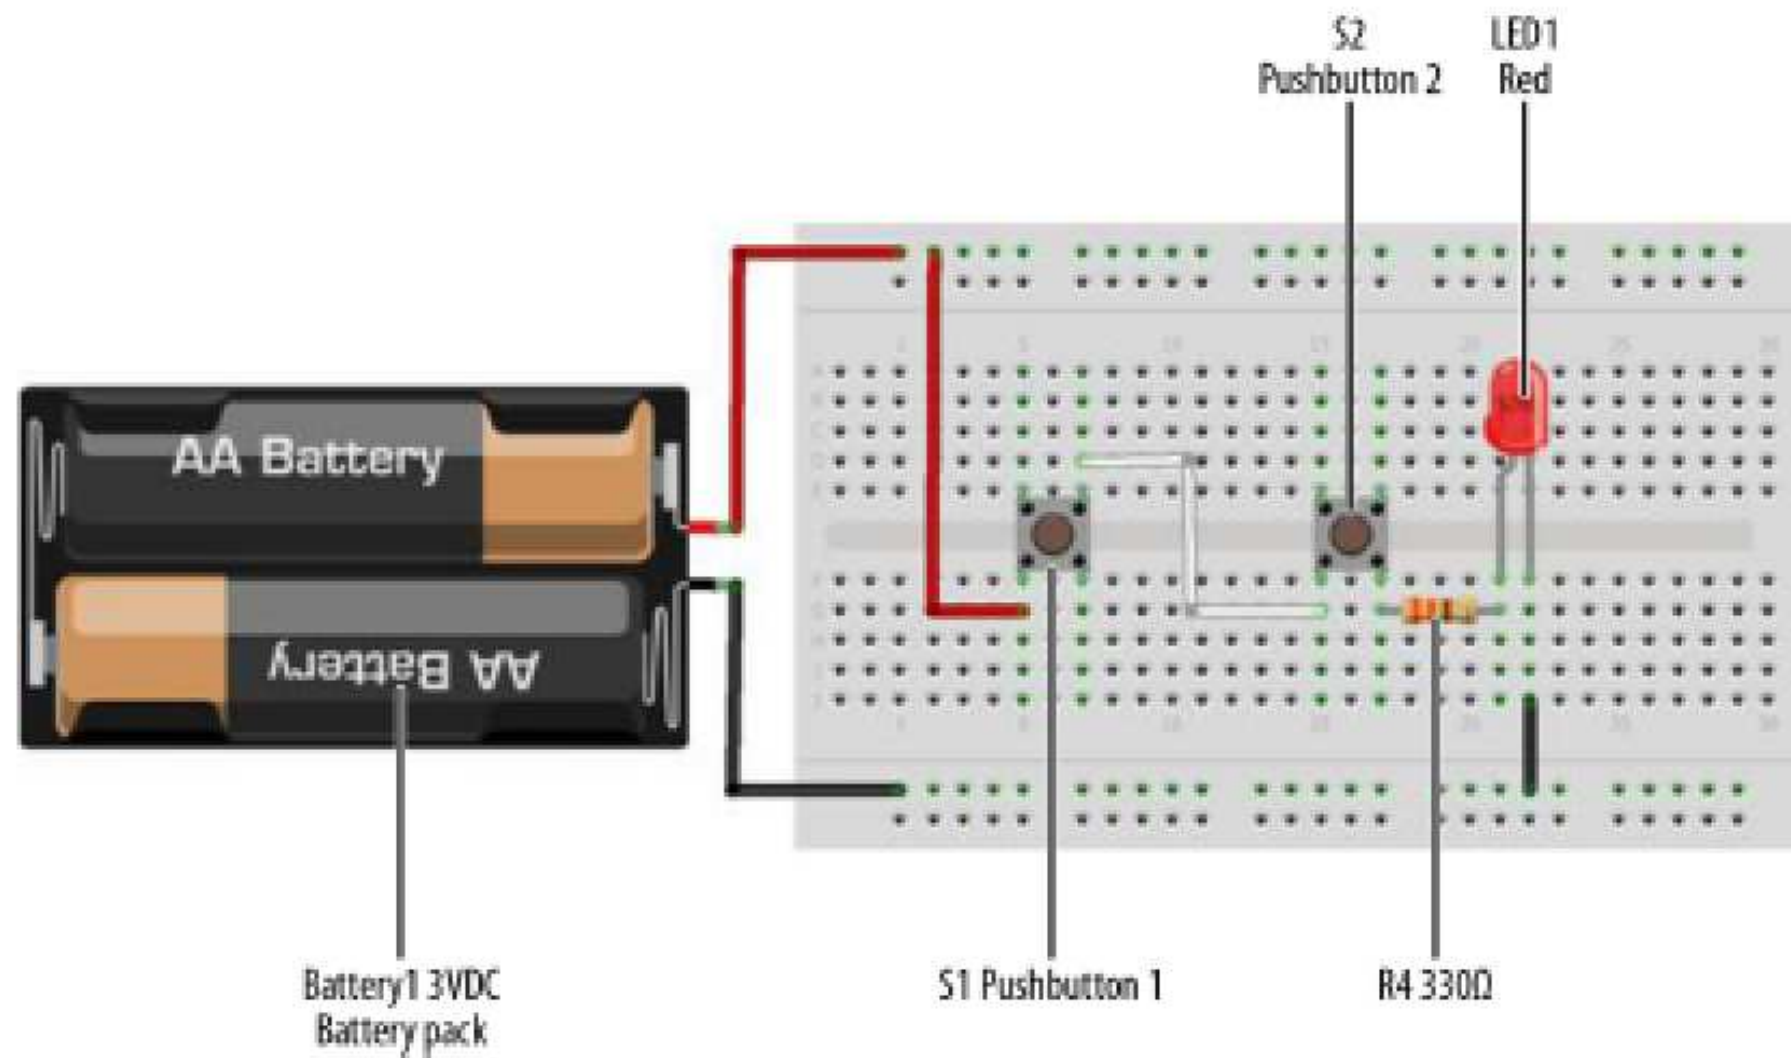 S2
Pushbutton 2
LED1
Red
AA Battery
AA Battery
Battery1 3VDC
Battery pack
S1 Pushbutton 1
R4 330Ω